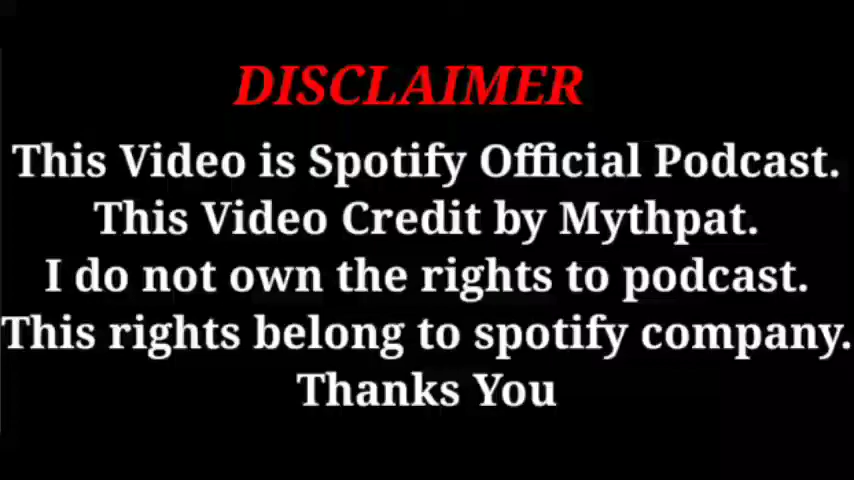 DISCLAIMER
This Video is Spotify Official Podcast.
This Video Credit by Mythpat.
I do not own the rights to podcast.
This rights belong to spotify company.
Thanks You